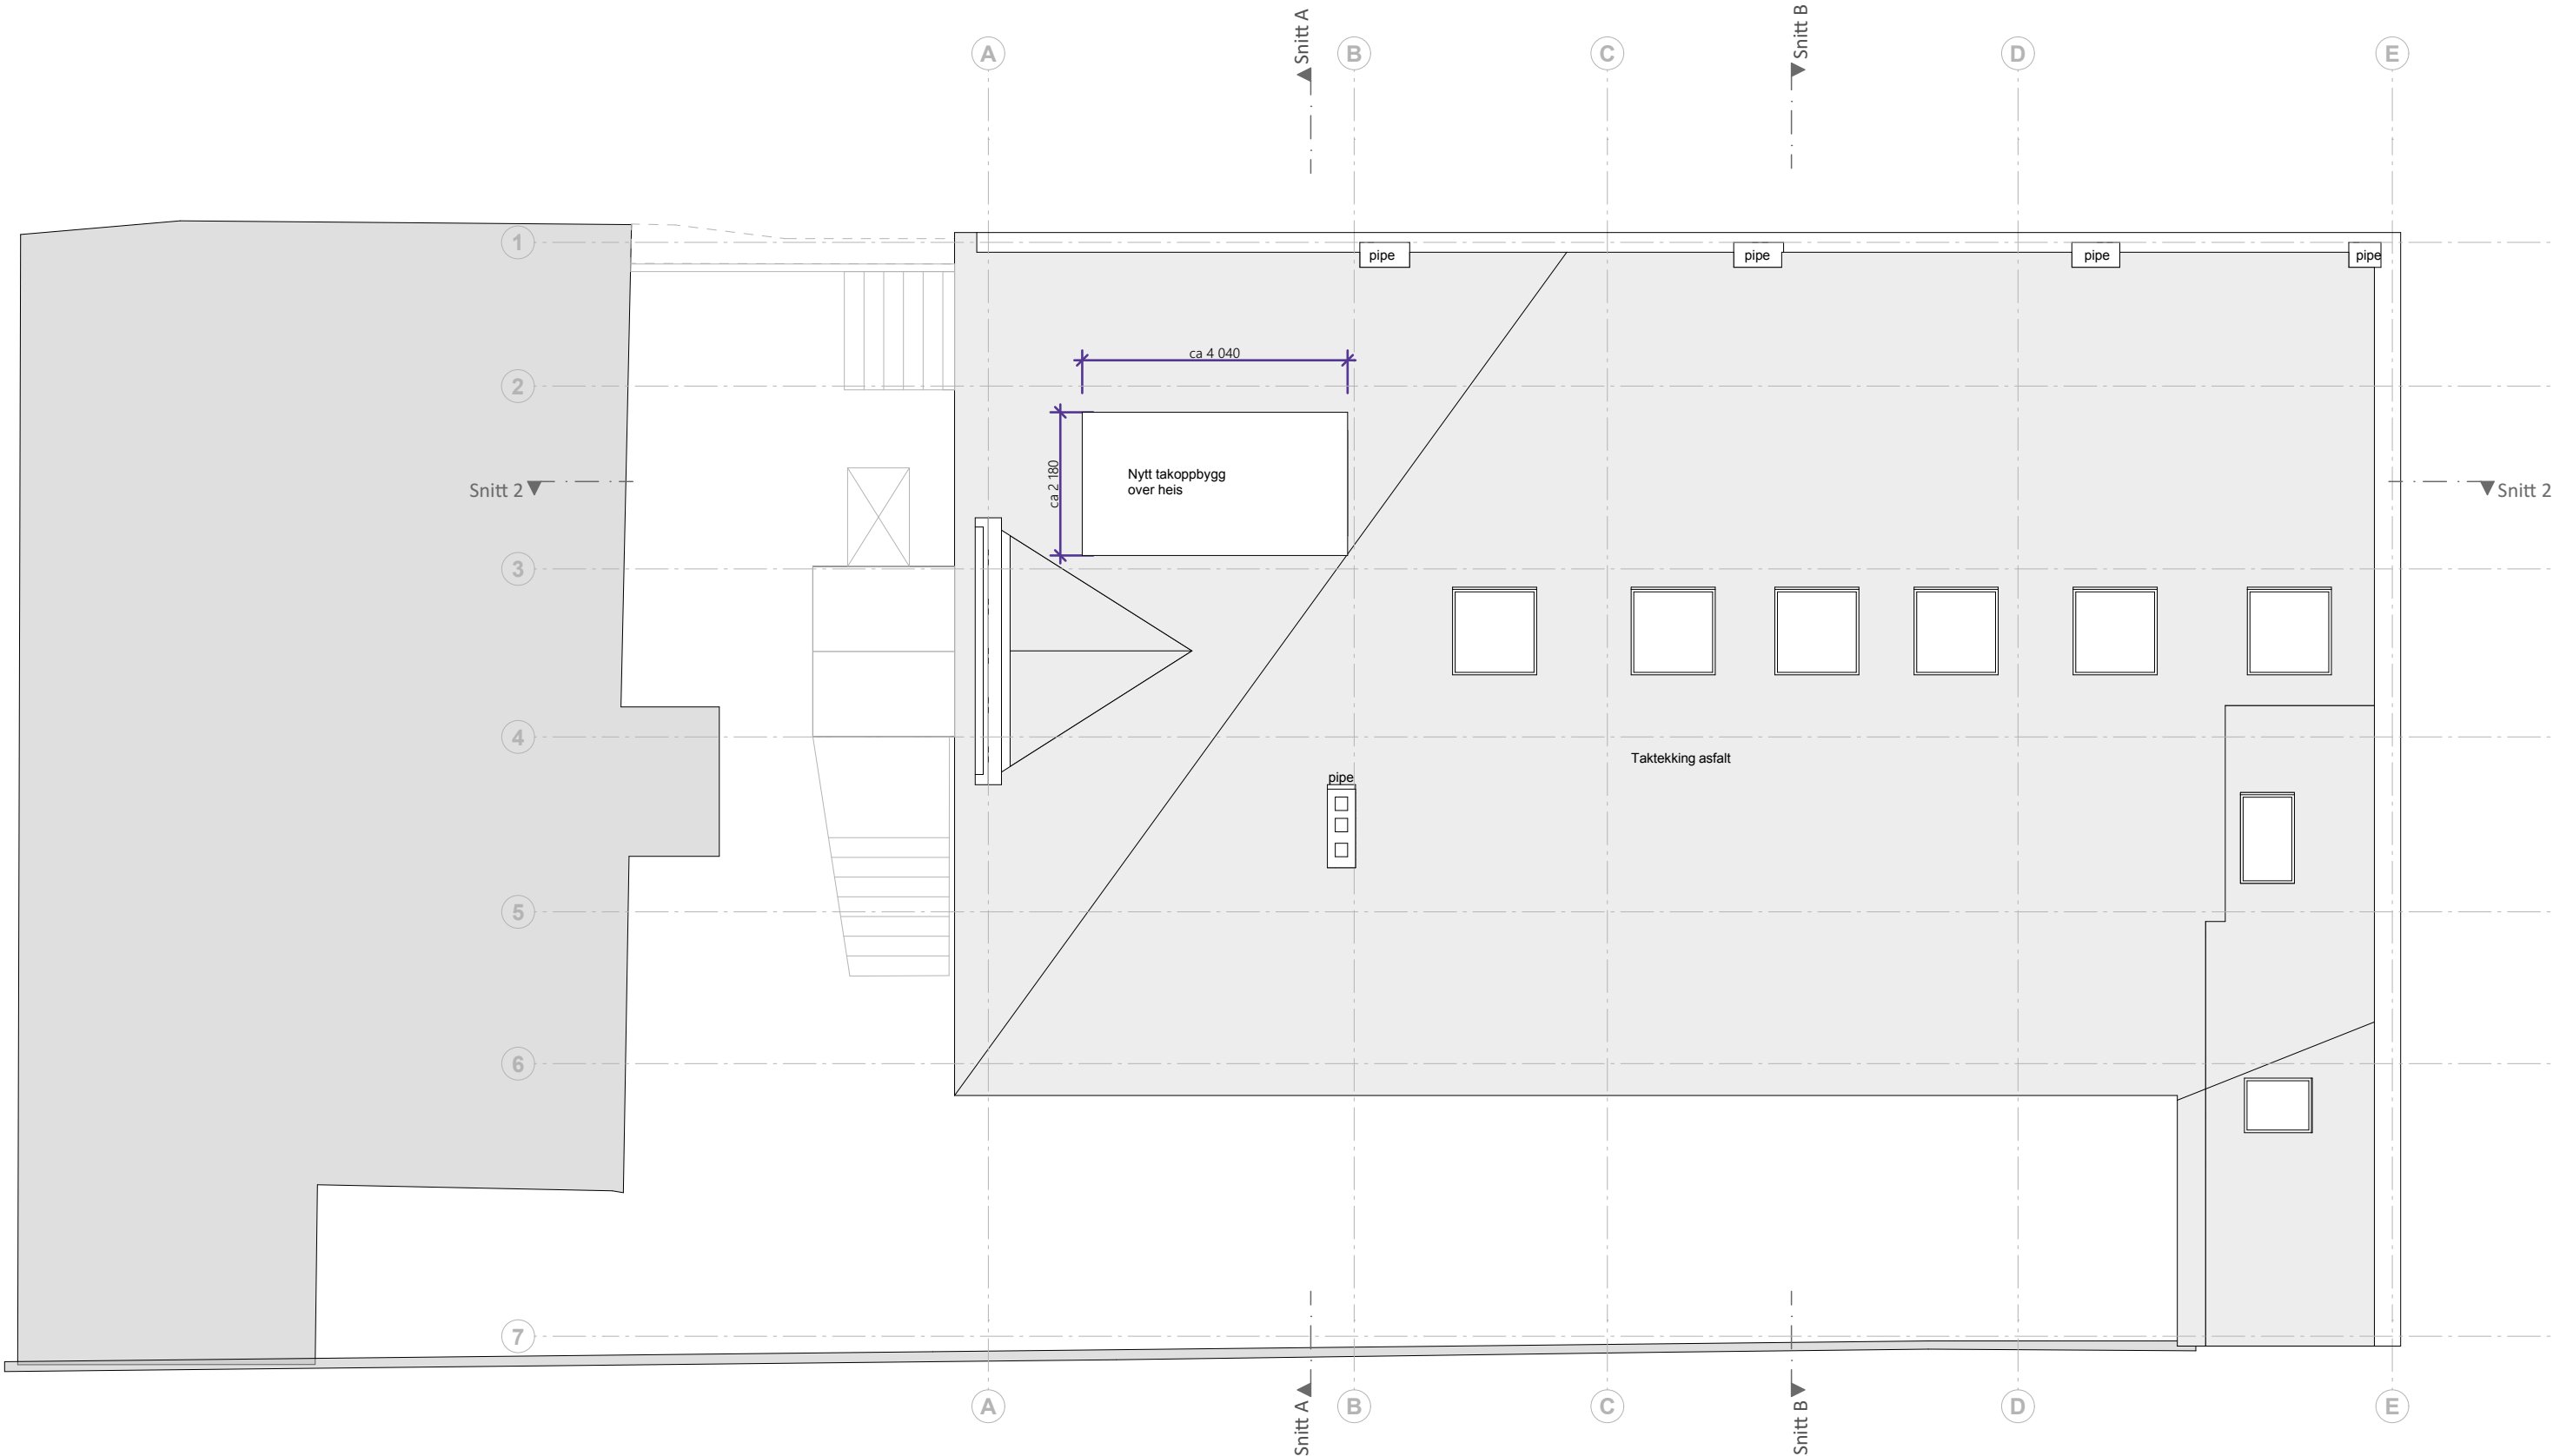 Snitt A
Snitt B
A
B
C
D
E
1
pipe
pipe
pipe
pipe
ca 4 040
2
ca 2 180
Nytt takoppbygg
over heis
Snitt 2
Snitt 2
3
4
Taktekking asfalt
pipe
5
6
7
A
B
C
D
E
Snitt A
Snitt B